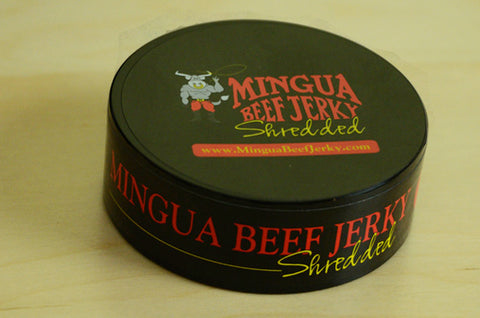 MINGUA
BEEF JERKY
Shredded
www.MinguaBeefJerky.com
MINGUA BEEF JERKY
Shredded